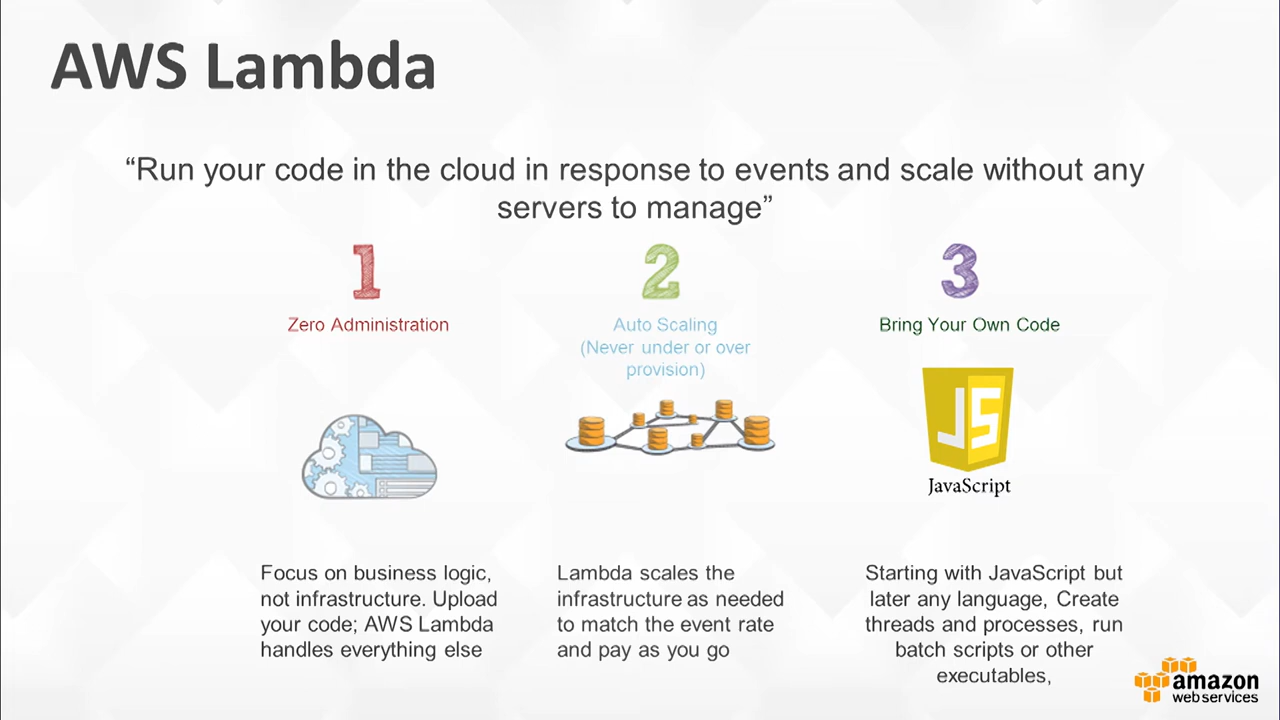 AWS Lambda
“Run your code in the cloud in response to events and scale without any
servers to manage”
1
Zero Administration
2
Auto Scaling
(Never under or over
provision)
3
Bring Your Own Code
JS
JavaScript
Focus on business logic,
not infrastructure. Upload
your code; AWS Lambda
handles everything else
Lambda scales the
infrastructure as needed
to match the event rate
and pay as you go
Starting with JavaScript but
later any language, Create
threads and processes, run
batch scripts or other
executables,
amazon
web services